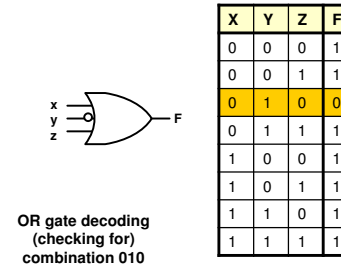 x
y
z
F
OR gate decoding
(checking for)
combination 010
X Y Z F
0 0 0 1
0 0 1 1
0 1 0 0
0 1 1 1
1 0 0 1
1 0 1 1
1 1 0 1
1 1 1 1